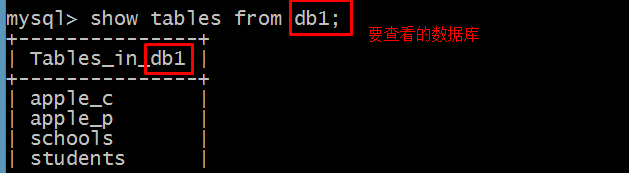 mysql> show tables from db1;
要查看的数据库
+---------------+
| Tables_in_db1 |
+---------------+
| apple_c       |
| apple_p       |
| schools       |
| students      |